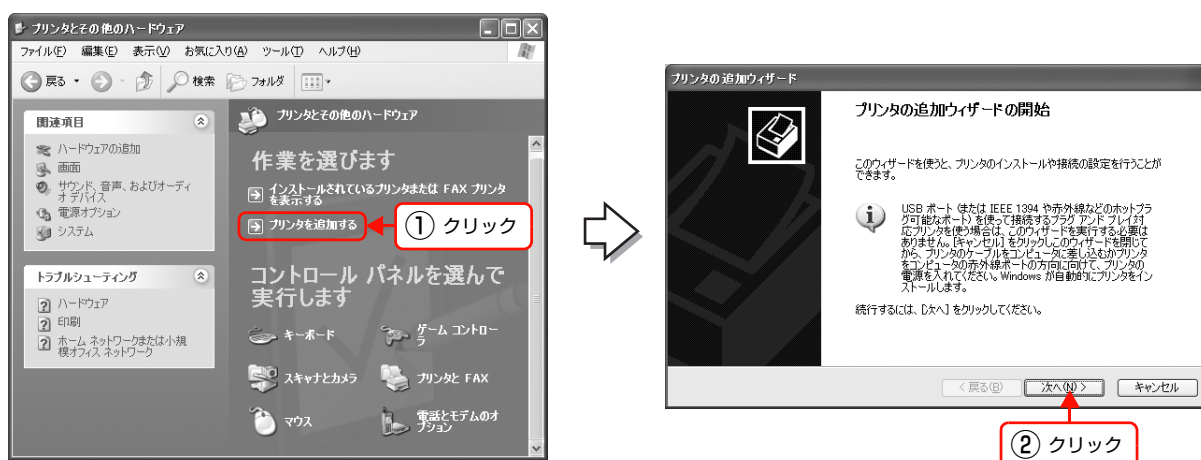 プリンタとその他のハードウェア
ファイル(F) 編集(E) 表示(V) お気に入り(A) ツール(T) ヘルプ(H)
戻る 検索 フォルダ
関連項目
ハードウェアの追加
画面
サウンド、音声、およびオーディ
オ デバイス
電源オプション
システム
トラブルシューティング
ハードウェア
印刷
ホーム ネットワークまたは小規
模オフィス ネットワーク
プリンタとその他のハードウェア
作業を選びます
インストールされているプリンタまたは FAX プリンタ
を表示する
プリンタを追加する
① クリック
コントロール パネルを選んで
実行します
キーボード
ゲーム コントロー
ラ
スキャナとカメラ
プリンタと FAX
マウス
電話とモデムのオ
プション
プリンタの追加ウィザード
プリンタの追加ウィザードの開始
このウィザードを使うと、プリンタのインストールや接続の設定を行うことが
できます。
USB ポート (または IEEE 1394 や赤外線などのホットプラ
グ可能なポート) を使って接続するプラグ アンド プレイ対
応プリンタを使う場合は、このウィザードを実行する必要は
ありません。[キャンセル] をクリックしこのウィザードを閉じて
から、プリンタのケーブルをコンピュータに差し込むかプリンタ
をコンピュータの赤外線ポートの方向に向けて、プリンタの
電源を入れてください。Windows が自動的にプリンタをイン
ストールします。
続行するには、[次へ] をクリックしてください。
< 戻る(B) 次へ(N) > キャンセル
② クリック